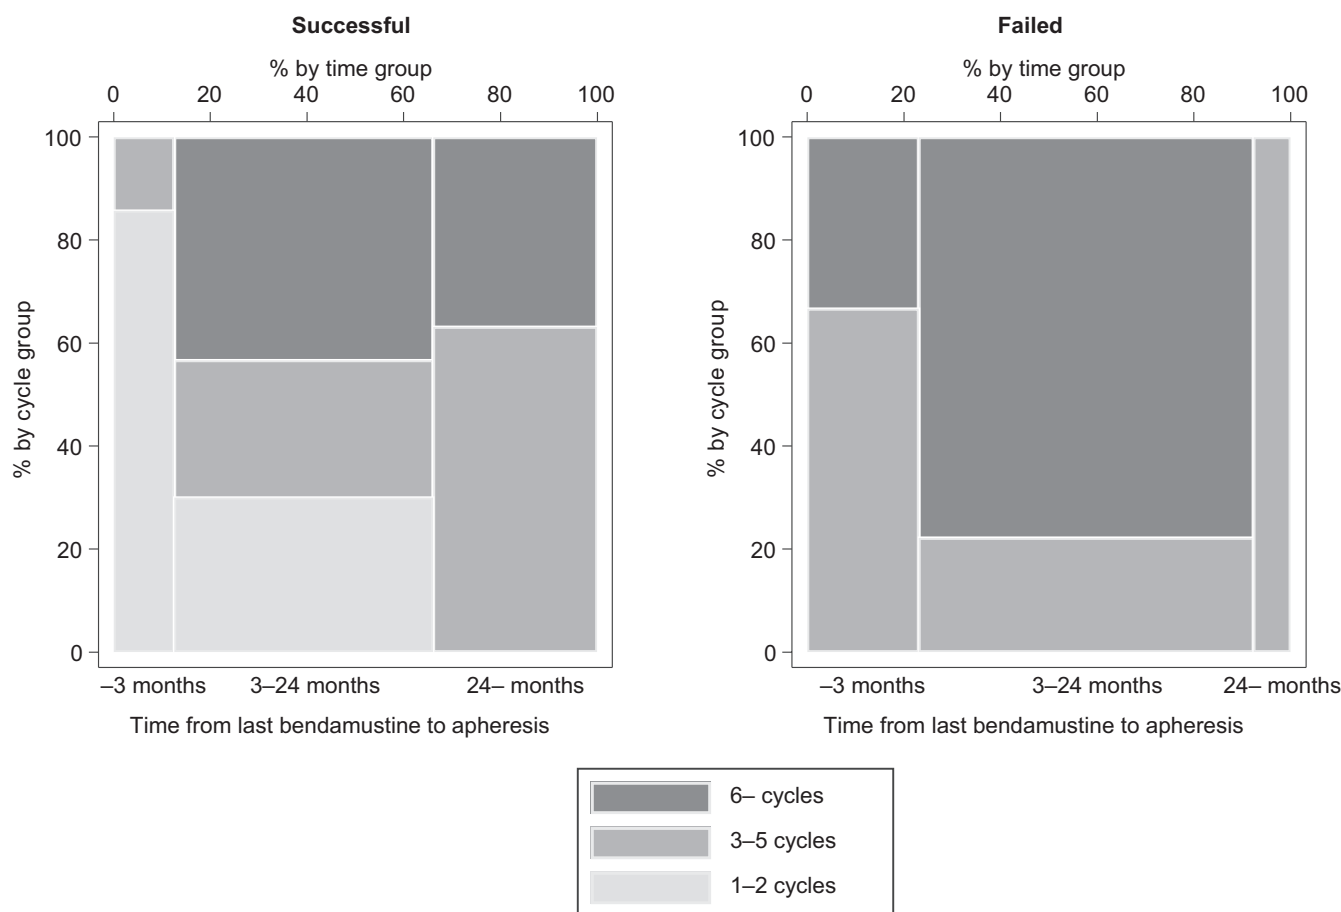 Successful
% by time group
0 20 40 60 80 100
100
80
60
40
20
0
% by cycle group
–3 months 3–24 months 24– months
Time from last bendamustine to apheresis
Failed
% by time group
0 20 40 60 80 100
100
80
60
40
20
0
% by cycle group
–3 months 3–24 months 24– months
Time from last bendamustine to apheresis
6– cycles
3–5 cycles
1–2 cycles